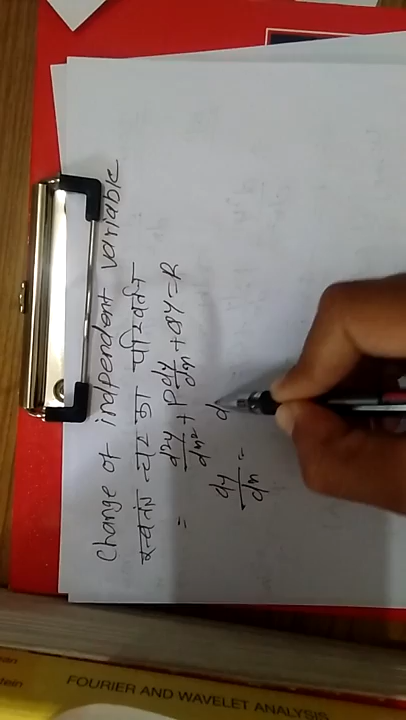 Change of indpendent variable
स्वतंत्र चर का परिवर्तन
= d²y/dx² + P dy/dx + Qy = R
dy/dx = d
FOURIER AND WAVELET ANALYSIS